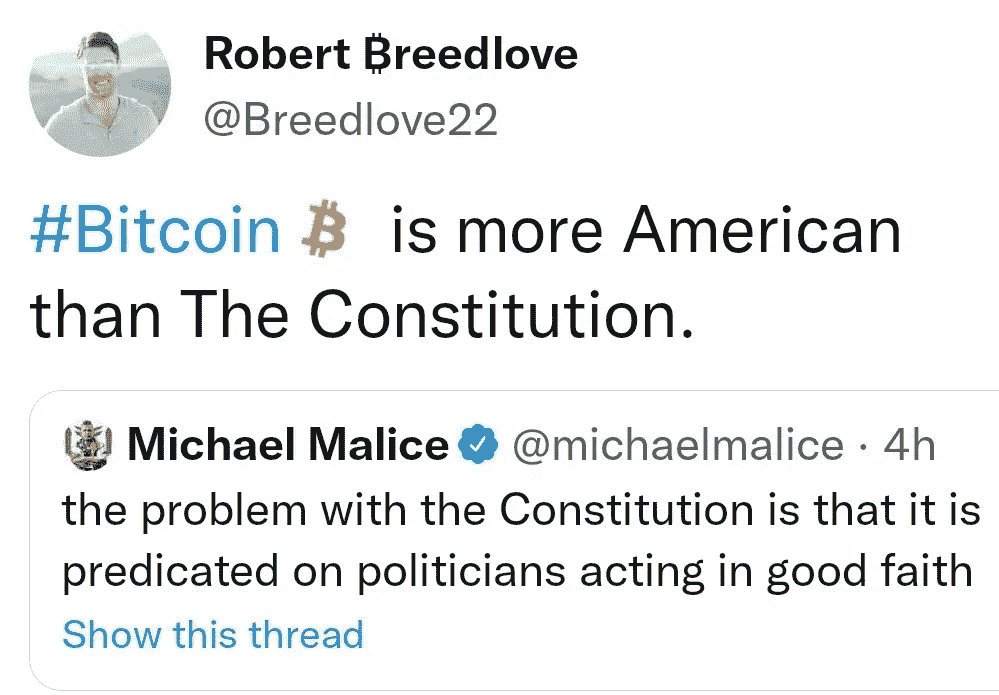 Robert ₿reedlove
@Breedlove22
#Bitcoin ₿ is more American
than The Constitution.
Michael Malice @michaelmalice · 4h
the problem with the Constitution is that it is
predicated on politicians acting in good faith
Show this thread